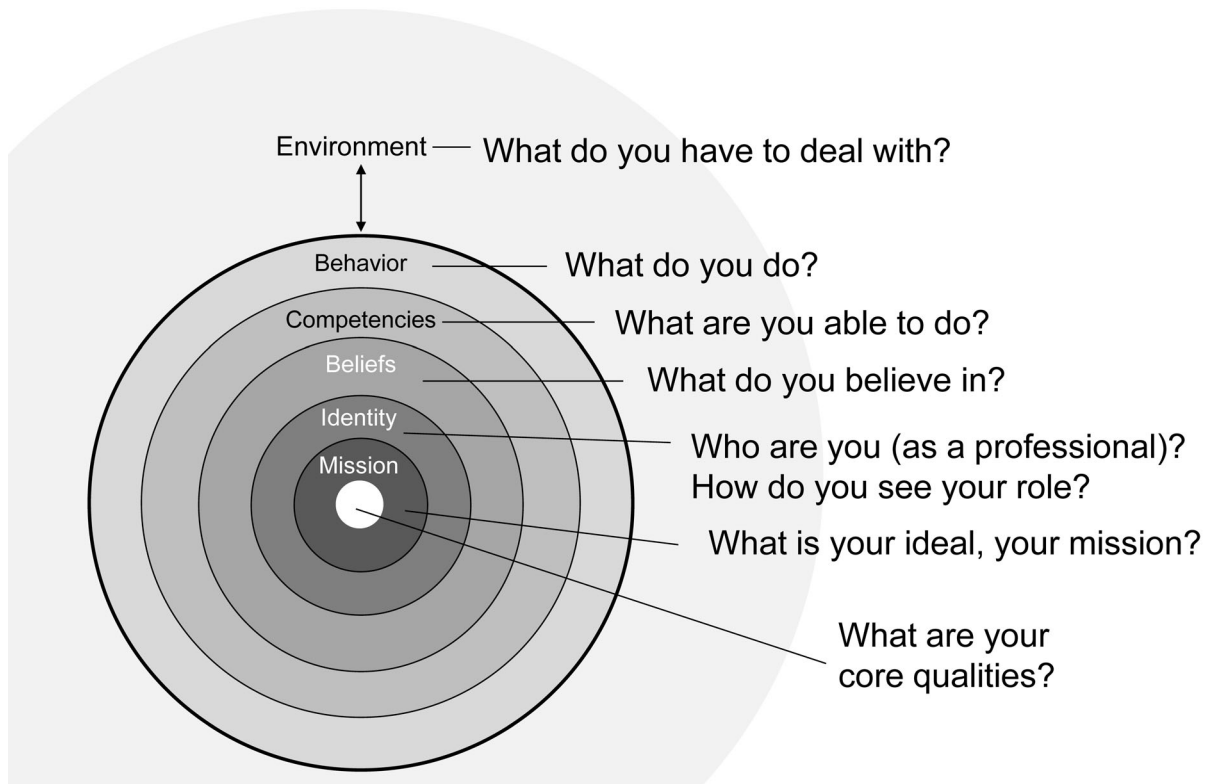 Environment
What do you have to deal with?
Behavior
What do you do?
Competencies
What are you able to do?
Beliefs
What do you believe in?
Identity
Who are you (as a professional)?
How do you see your role?
Mission
What is your ideal, your mission?
What are your
core qualities?